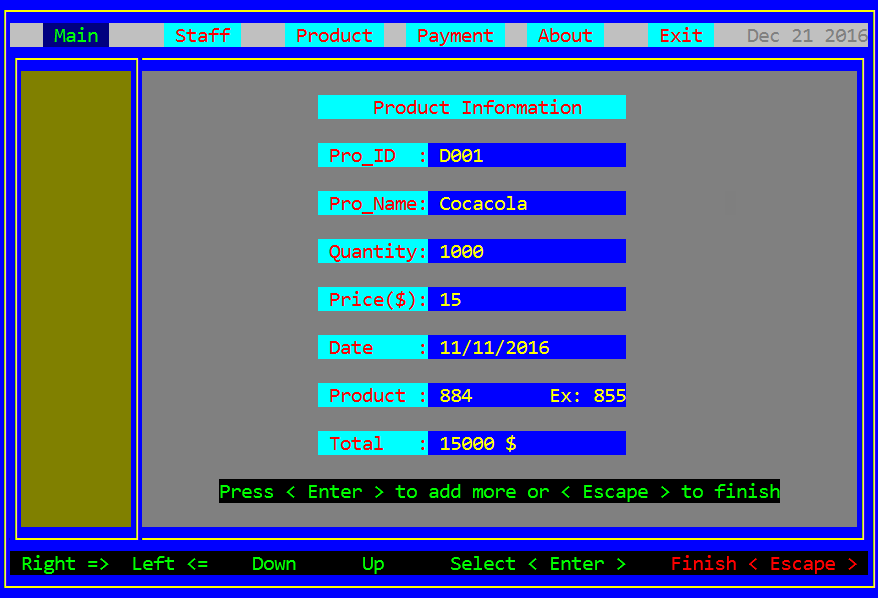 Main Staff Product Payment About Exit Dec 21 2016
Product Information
Pro_ID : D001
Pro_Name: Cocacola
Quantity: 1000
Price($): 15
Date : 11/11/2016
Product : 884 Ex: 855
Total : 15000 $
Press < Enter > to add more or < Escape > to finish
Right => Left <= Down Up Select < Enter > Finish < Escape >